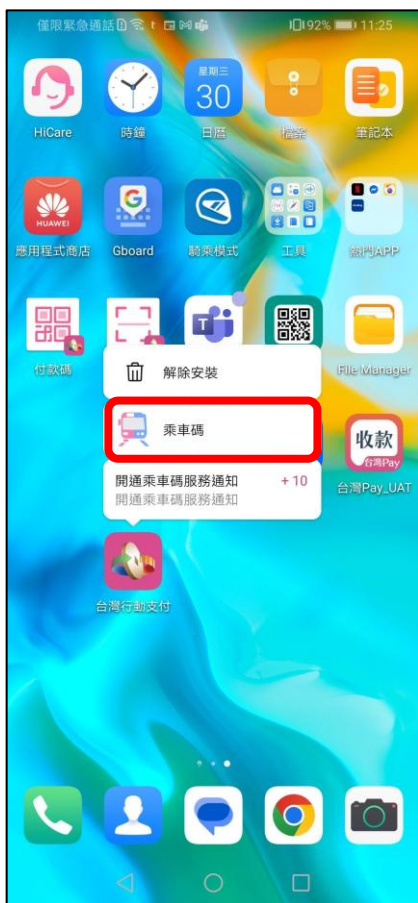 僅限緊急通話 92% 11:25
星期三
30
HiCare 時鐘 日曆 檔案 筆記本
HUAWEI
應用程式商店 Gboard 騎乘模式 工具 熱門APP
付款碼 File Manager
解除安裝
乘車碼
開通乘車碼服務通知 +10
開通乘車碼服務通知
收款
台灣Pay
台灣Pay_UAT
台灣行動支付